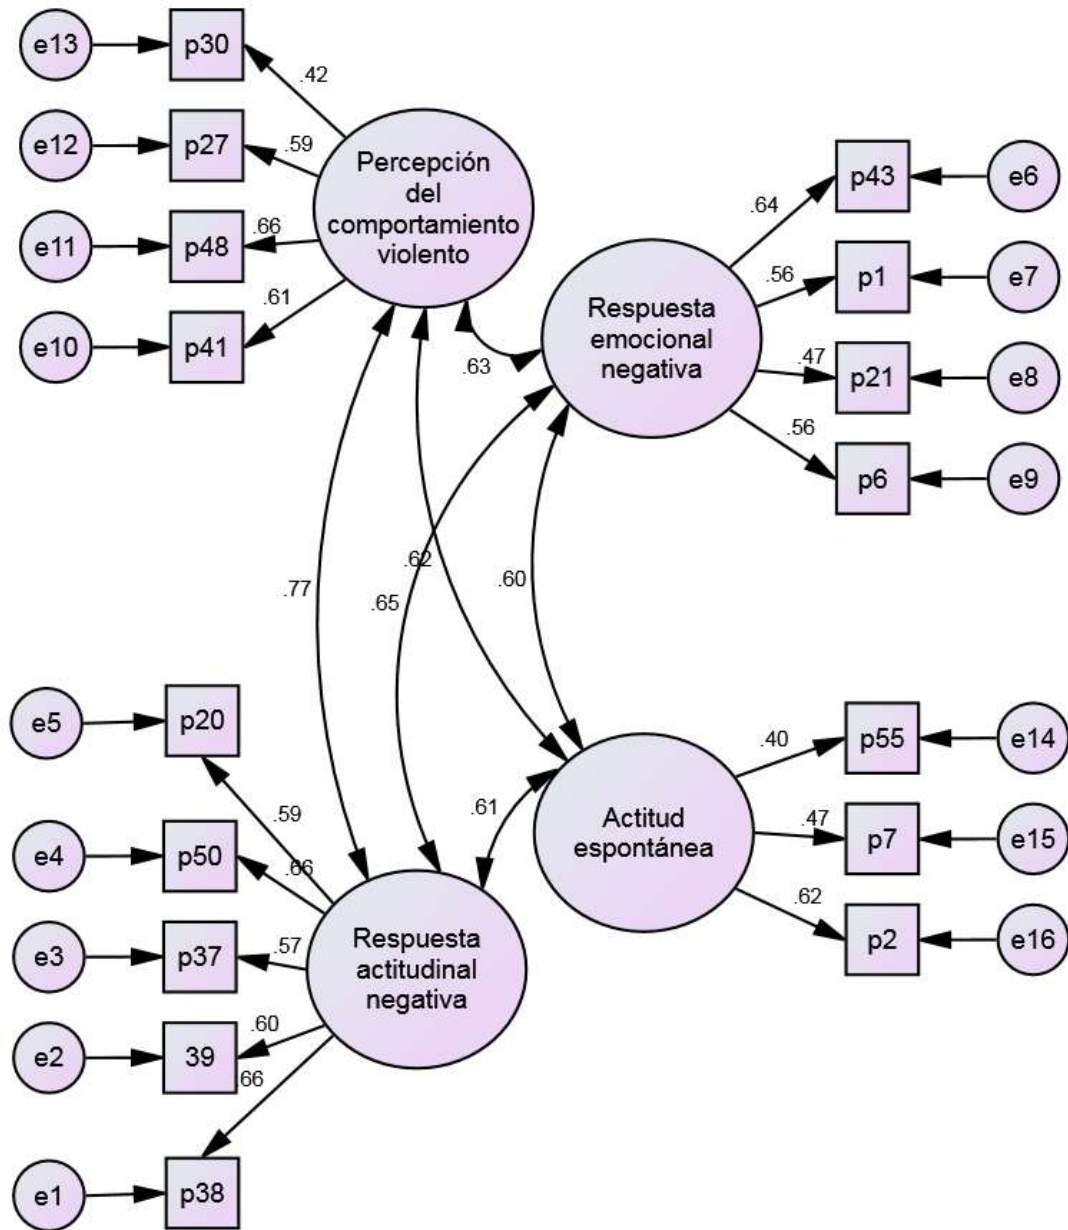 e13
p30
.42
e12
p27
.59
e11
p48
.66
e10
p41
.61
Percepción
del
comportamiento
violento
Respuesta
emocional
negativa
.64
p43
e6
.56
p1
e7
.47
p21
e8
.56
p6
e9
.63
.77
.62
.65
.60
.61
e5
p20
.59
e4
p50
.66
e3
p37
.57
e2
39
.60
e1
p38
.66
Respuesta
actitudinal
negativa
Actitud
espontánea
.40
p55
e14
.47
p7
e15
.62
p2
e16